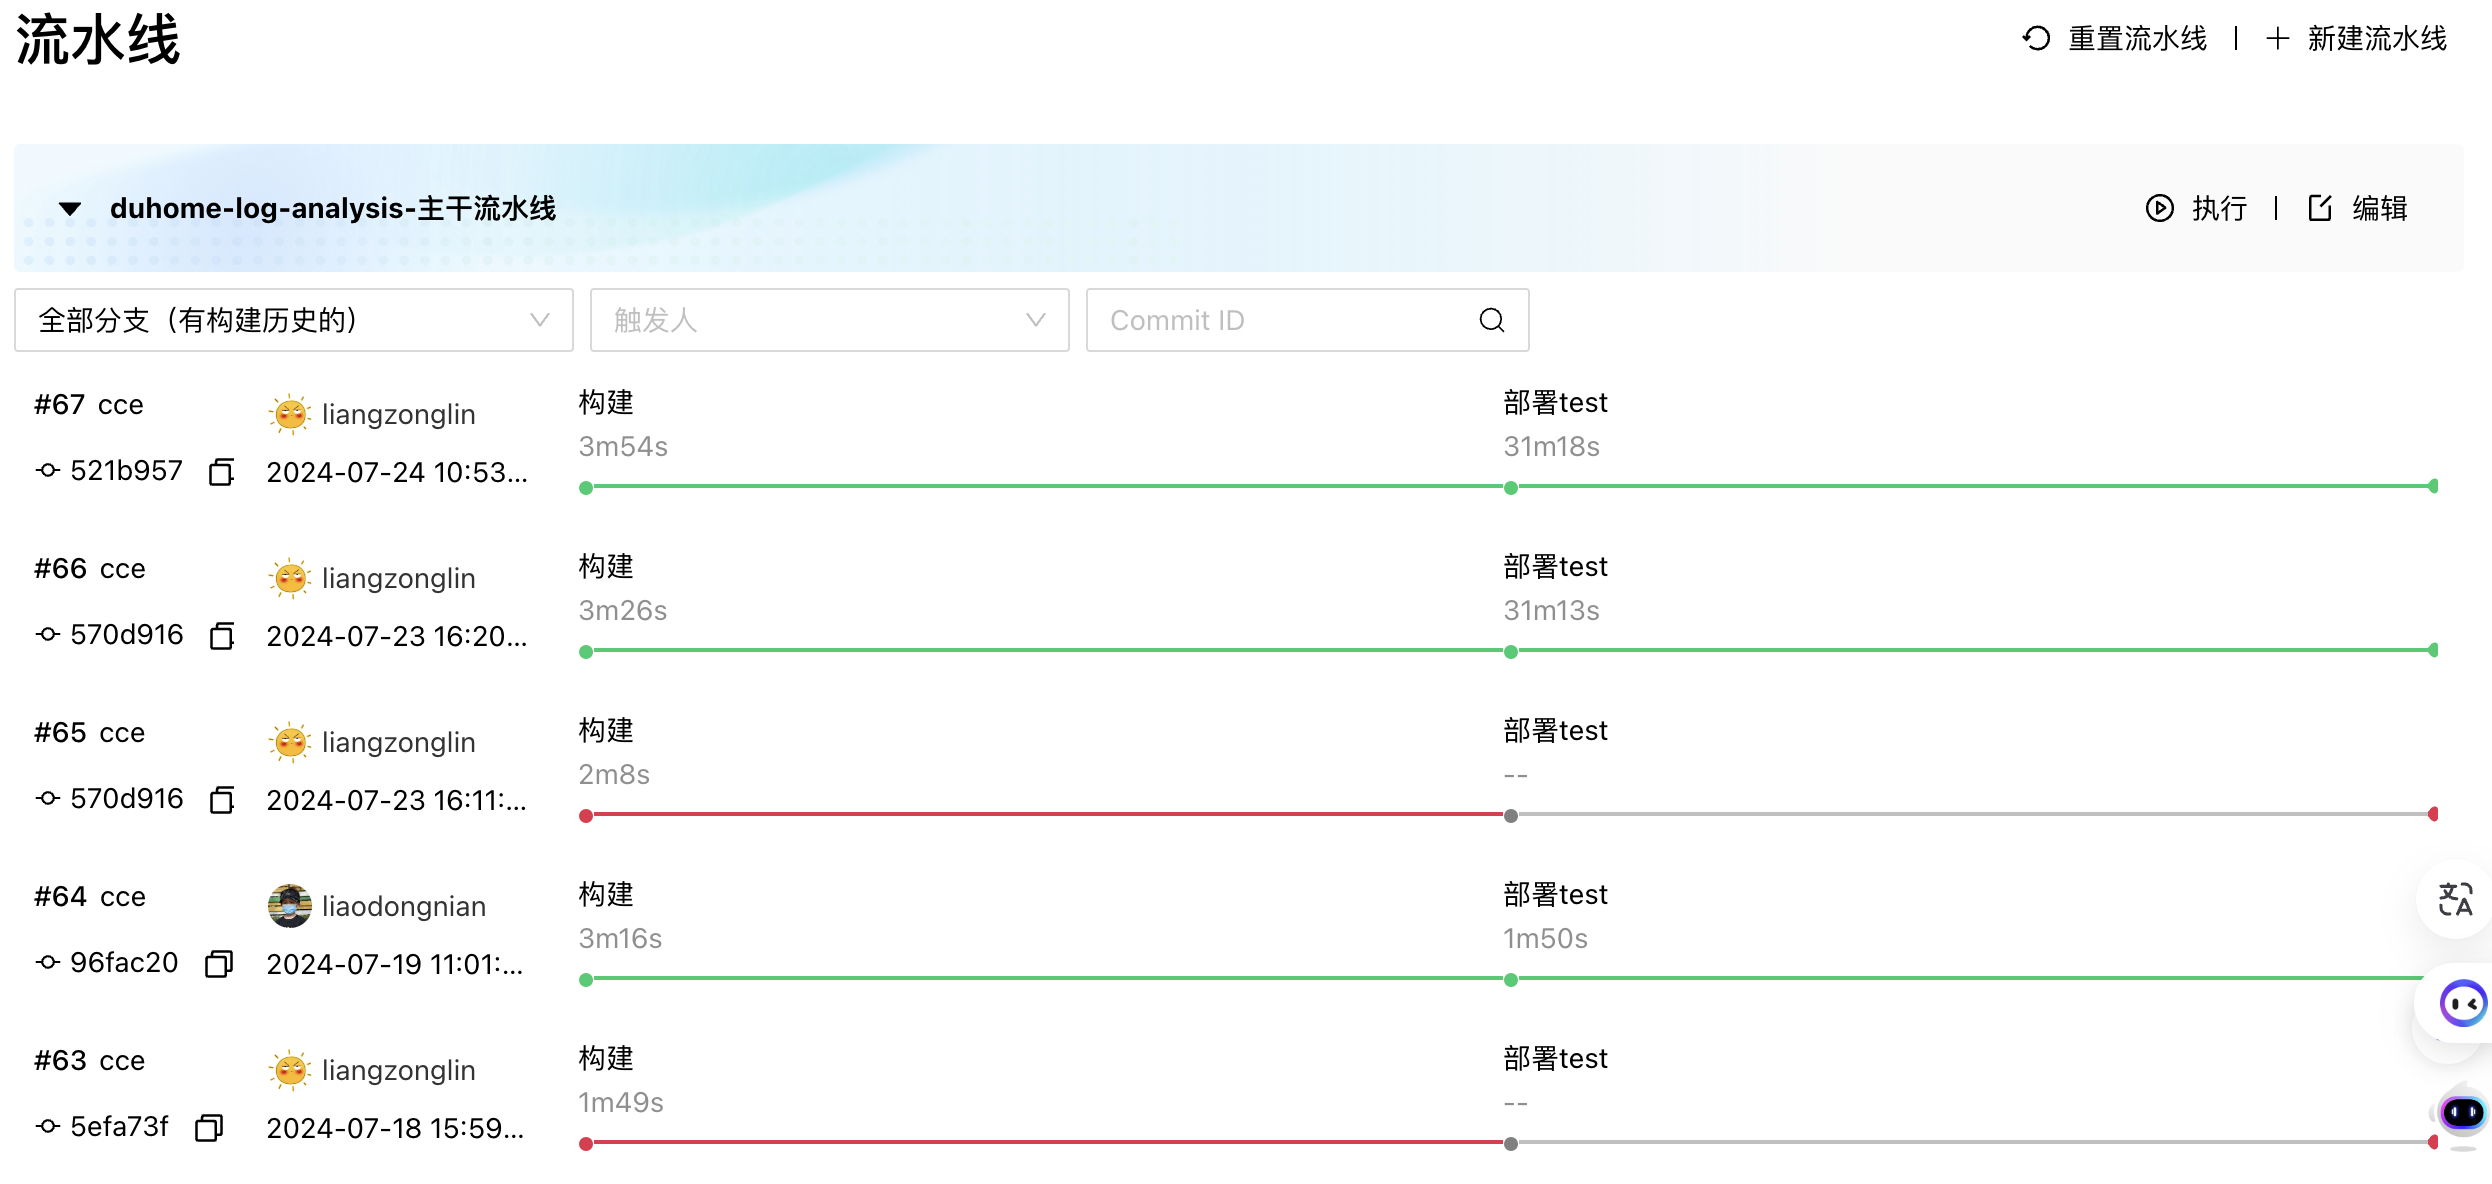 流水线
重置流水线
新建流水线
duhome-log-analysis-主干流水线
执行
编辑
全部分支（有构建历史的）
触发人
Commit ID
#67 cce
liangzonglin
构建
部署test
3m54s
31m18s
521b957
2024-07-24 10:53...
#66 cce
liangzonglin
构建
部署test
3m26s
31m13s
570d916
2024-07-23 16:20...
#65 cce
liangzonglin
构建
部署test
2m8s
--
570d916
2024-07-23 16:11:...
#64 cce
liaodongnian
构建
部署test
3m16s
1m50s
96fac20
2024-07-19 11:01:...
#63 cce
liangzonglin
构建
部署test
1m49s
--
5efa73f
2024-07-18 15:59...